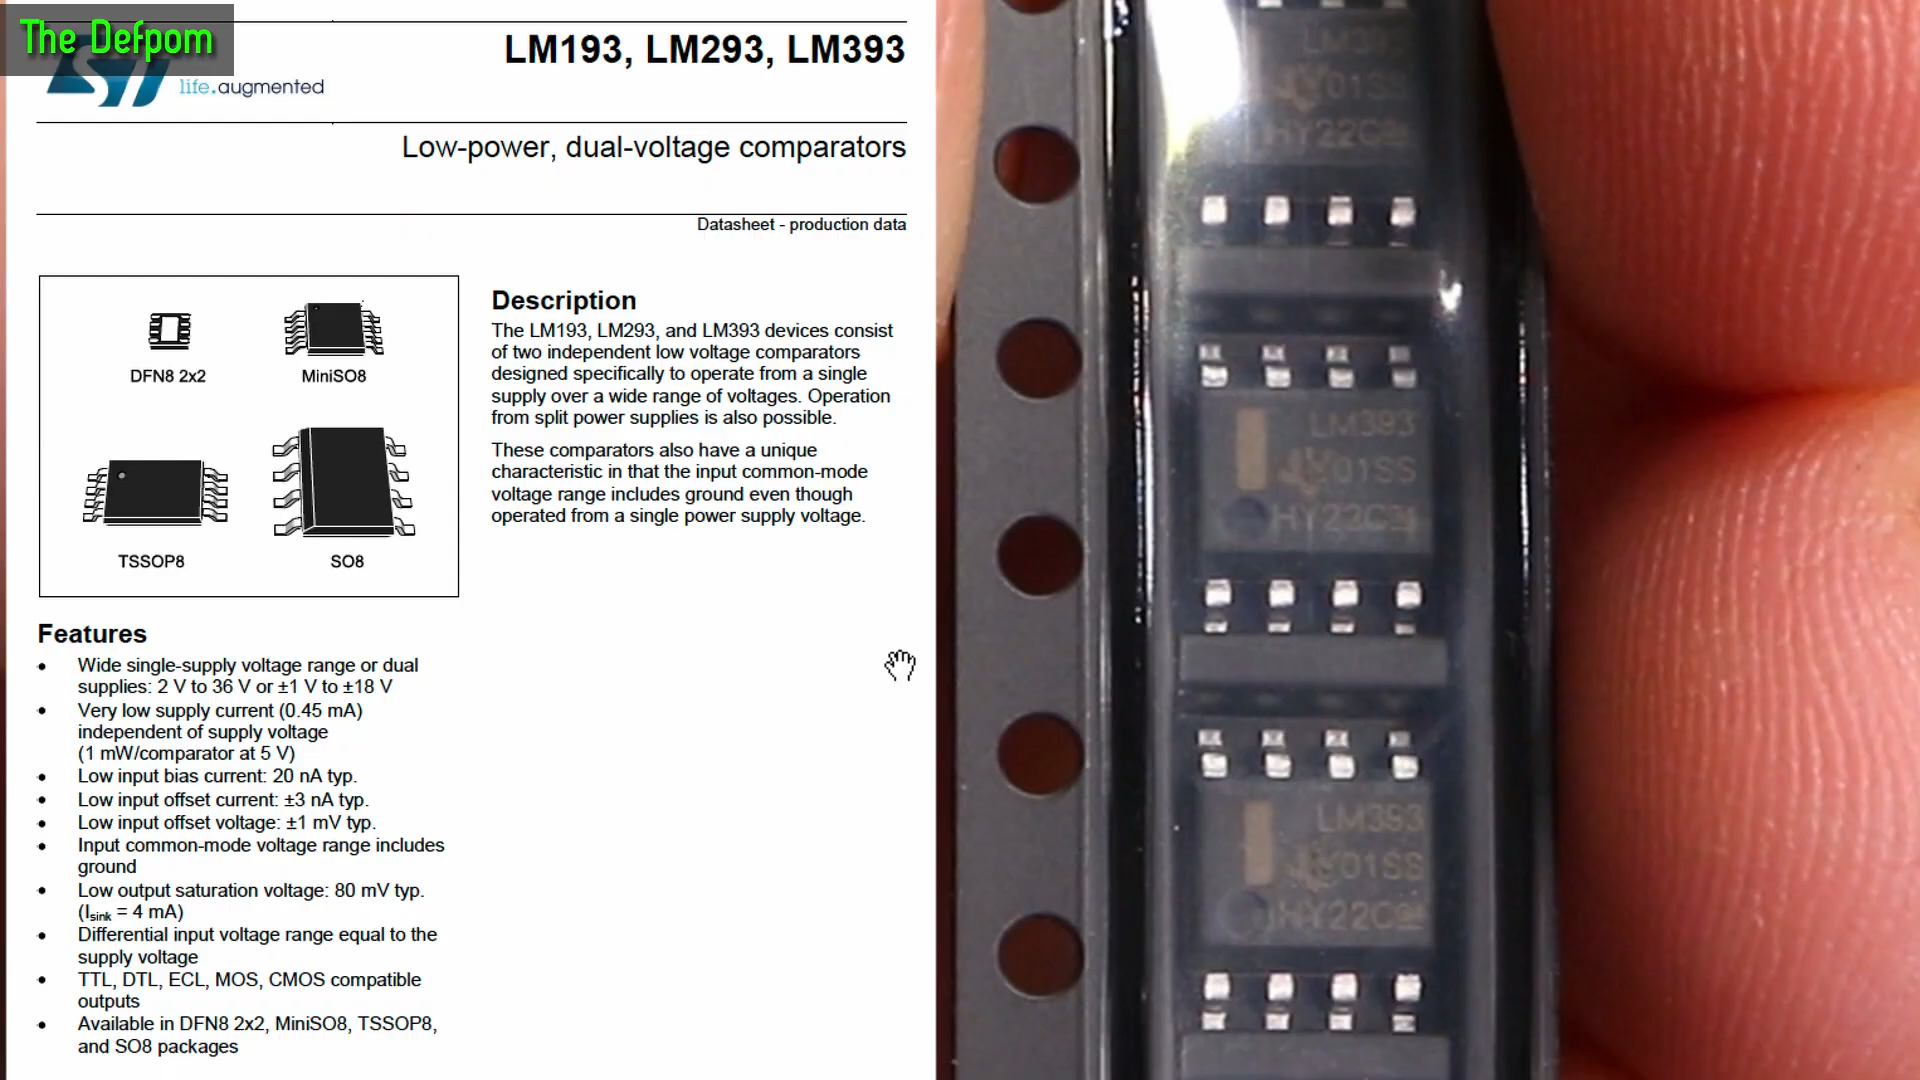 The Defpom
life.augmented
LM193, LM293, LM393
Low-power, dual-voltage comparators
Datasheet - production data
DFN8 2x2
MiniSO8
TSSOP8
SO8
Description
The LM193, LM293, and LM393 devices consist
of two independent low voltage comparators
designed specifically to operate from a single
supply over a wide range of voltages. Operation
from split power supplies is also possible.
These comparators also have a unique
characteristic in that the input common-mode
voltage range includes ground even though
operated from a single power supply voltage.
Features
• Wide single-supply voltage range or dual
supplies: 2 V to 36 V or ±1 V to ±18 V
• Very low supply current (0.45 mA)
independent of supply voltage
(1 mW/comparator at 5 V)
• Low input bias current: 20 nA typ.
• Low input offset current: ±3 nA typ.
• Low input offset voltage: ±1 mV typ.
• Input common-mode voltage range includes
ground
• Low output saturation voltage: 80 mV typ.
(Isink = 4 mA)
• Differential input voltage range equal to the
supply voltage
• TTL, DTL, ECL, MOS, CMOS compatible
outputs
• Available in DFN8 2x2, MiniSO8, TSSOP8,
and SO8 packages
LM393
01SS
HY22C
LM393
01SS
HY22C
LM393
01SS
HY22C